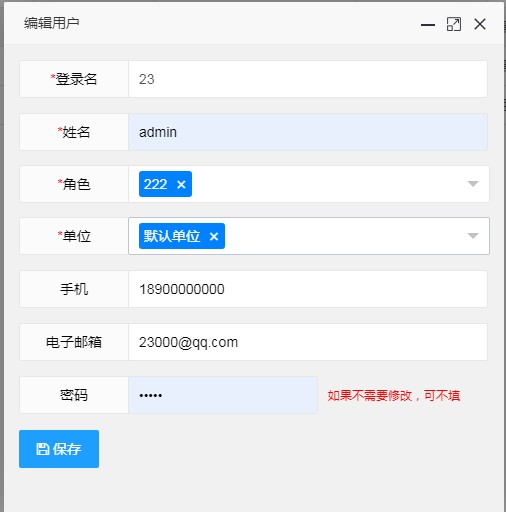 编辑用户
*登录名 23
*姓名 admin
*角色 222 ×
*单位 默认单位 ×
手机 18900000000
电子邮箱 23000@qq.com
密码 ••••• 如果不需要修改，可不填
保存